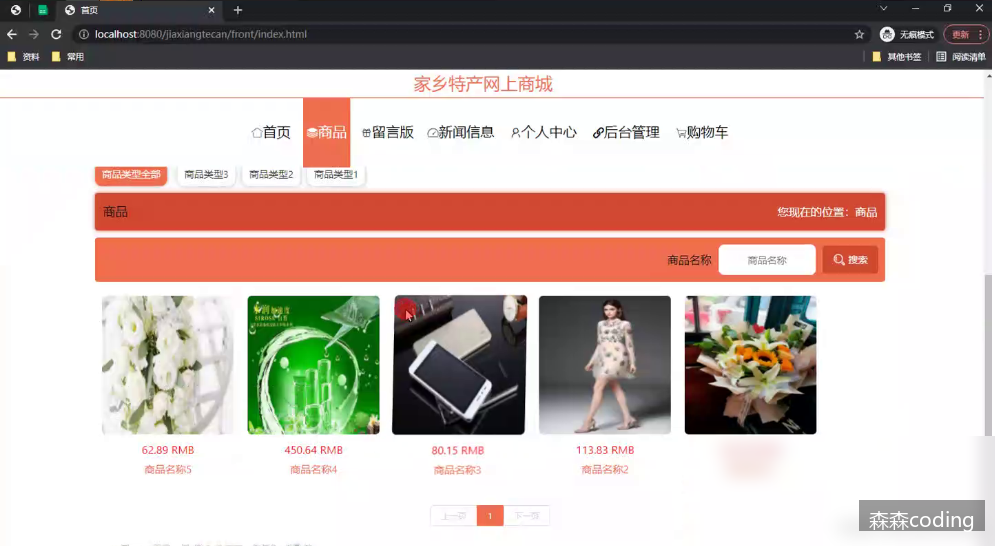 首页
localhost:8080/jiaxiangtecan/front/index.html
无痕模式
更新
资料
常用
其他书签
阅读清单
家乡特产网上商城
首页
商品
留言版
新闻信息
个人中心
后台管理
购物车
商品类型全部
商品类型3
商品类型2
商品类型1
商品
您现在的位置：商品
商品名称
商品名称
搜索
62.89 RMB
450.64 RMB
80.15 RMB
113.83 RMB
商品名称5
商品名称4
商品名称3
商品名称2
上一页
1
下一页
森森coding